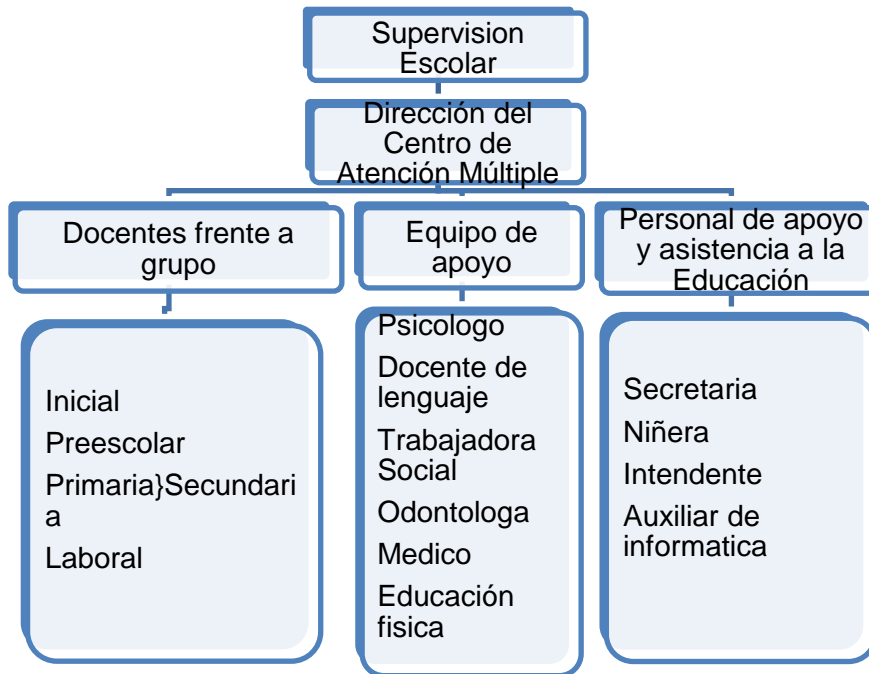 Supervision
Escolar
Dirección del
Centro de
Atención Múltiple
Docentes frente a
grupo
Equipo de
apoyo
Personal de apoyo
y asistencia a la
Educación
Inicial
Preescolar
Primaria}Secundari
a
Laboral
Psicologo
Docente de
lenguaje
Trabajadora
Social
Odontologa
Medico
Educación
fisica
Secretaria
Niñera
Intendente
Auxiliar de
informatica